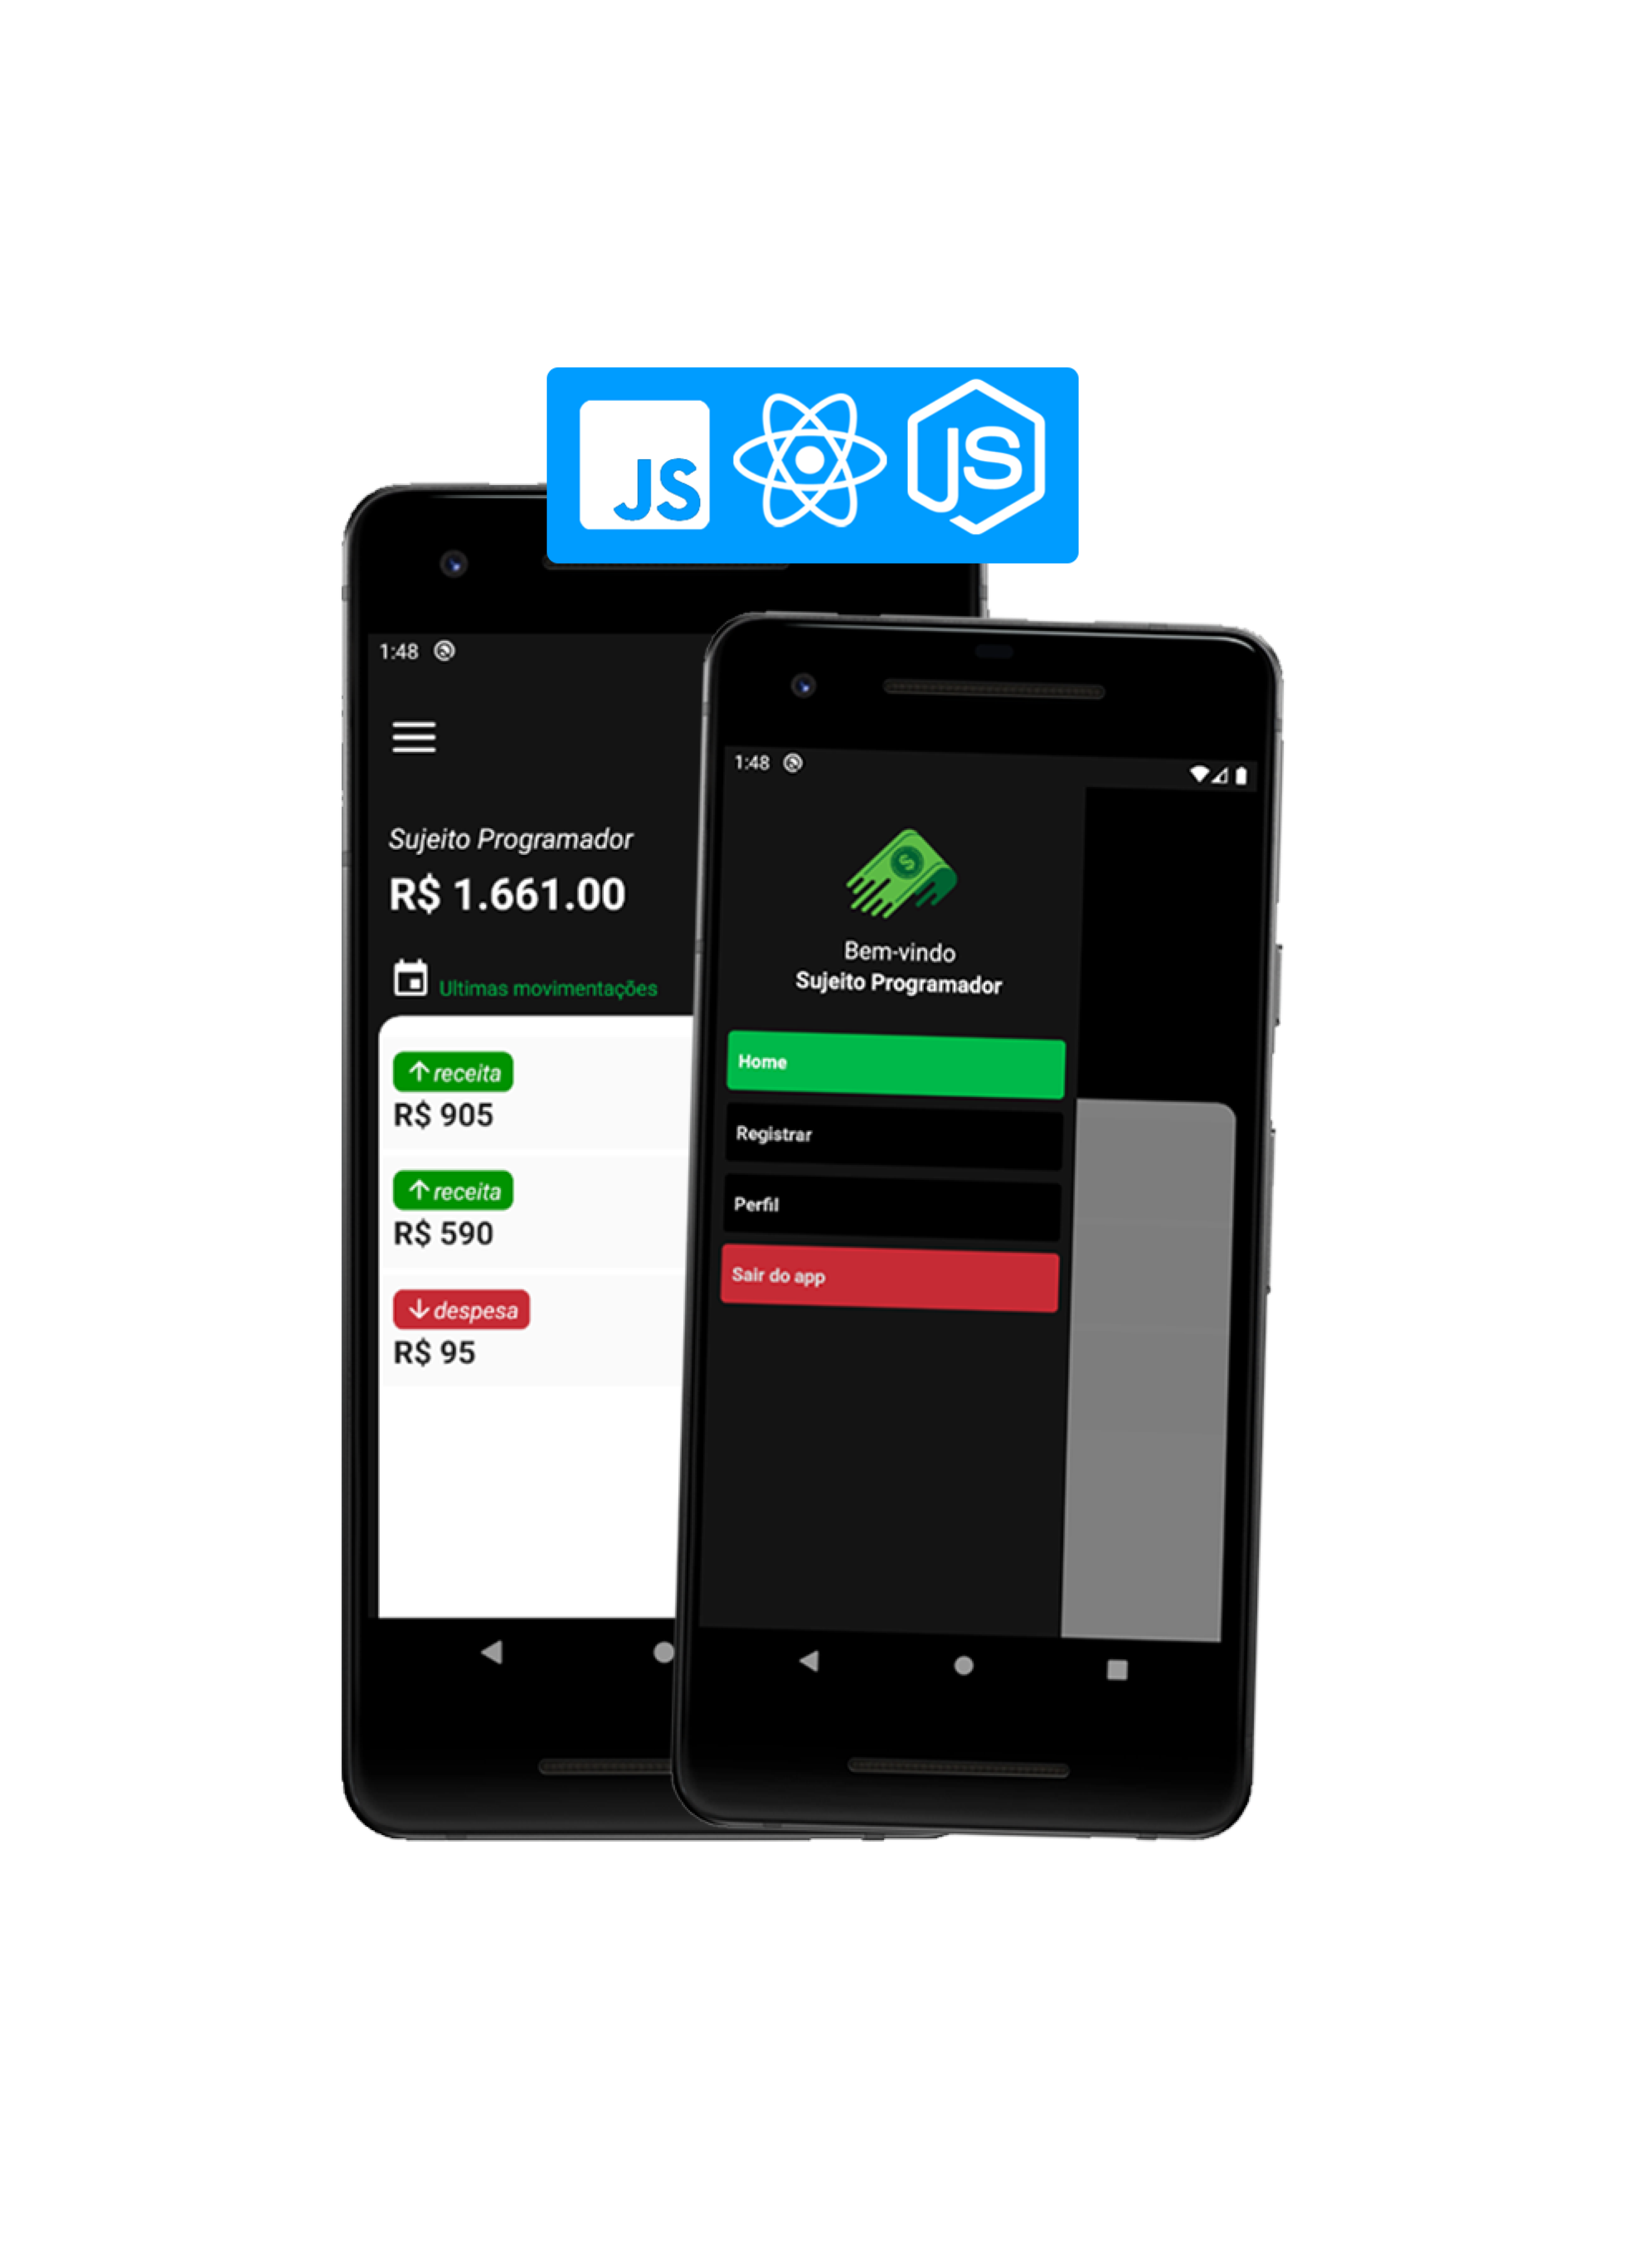 JS
JS
1:48
Sujeito Programador
R$ 1.661.00
Ultimas movimentações
receita
R$ 905
receita
R$ 590
despesa
R$ 95
1:48
$
Bem-vindo
Sujeito Programador
Home
Registrar
Perfil
Sair do app